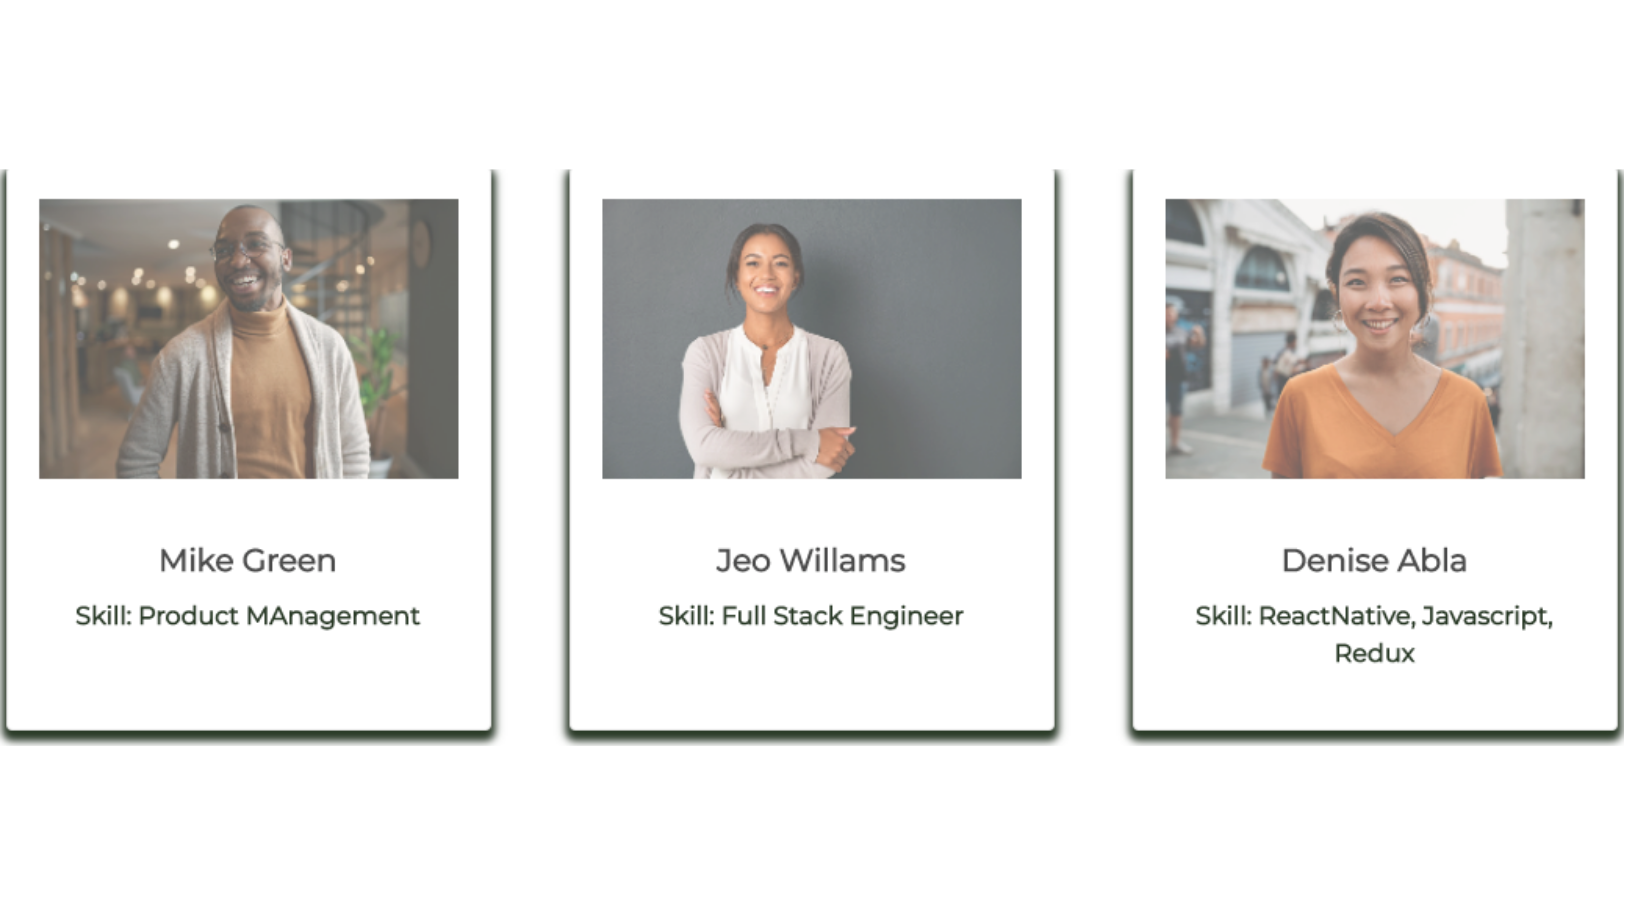 Mike Green
Skill: Product MAnagement
Jeo Willams
Skill: Full Stack Engineer
Denise Abla
Skill: ReactNative, Javascript,
Redux